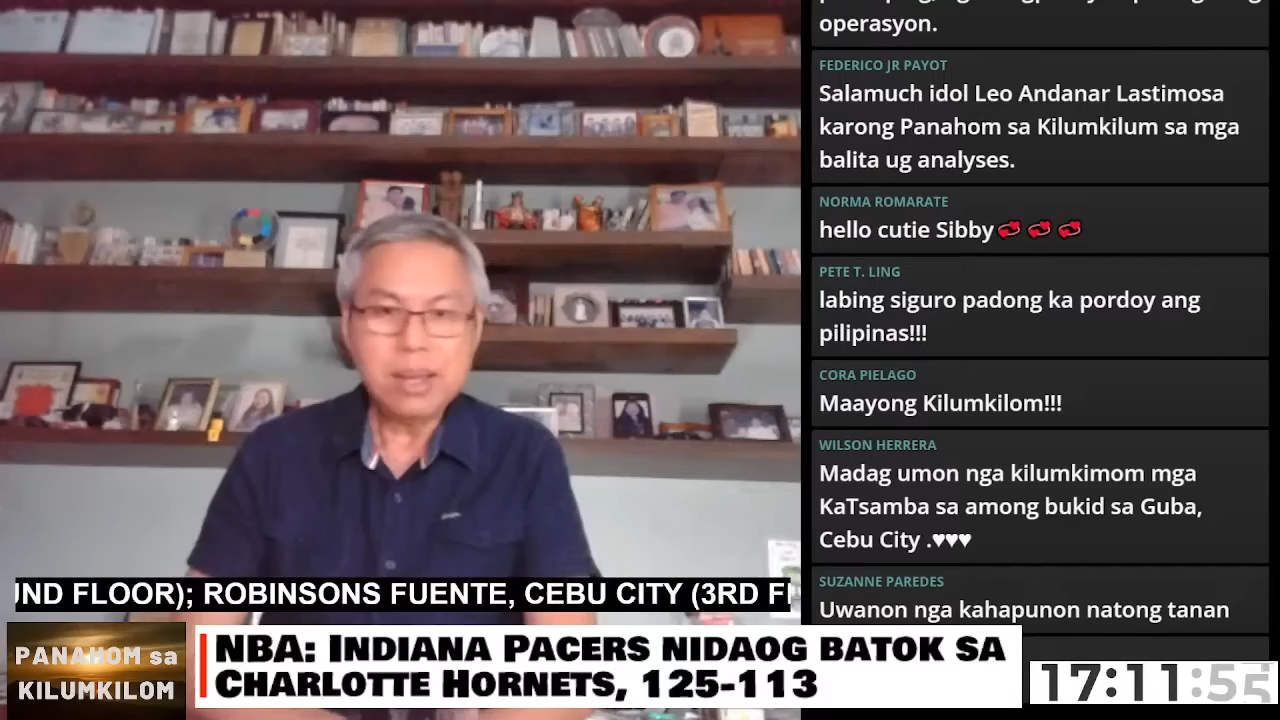 operasyon.
FEDERICO JR PAYOT
Salamuch idol Leo Andanar Lastimosa
karong Panahom sa Kilumkilum sa mga
balita ug analyses.
NORMA ROMARATE
hello cutie Sibby💞 💞 💞
PETE T. LING
labing siguro padong ka pordoy ang
pilipinas!!!
CORA PIELAGO
Maayong Kilumkilom!!!
WILSON HERRERA
Madag umon nga kilumkimom mga
KaTsamba sa among bukid sa Guba,
Cebu City .♥♥♥
SUZANNE PAREDES
Uwanon nga kahapunon natong tanan
FLOOR); ROBINSONS FUENTE, CEBU CITY (3RD
PANAHOM sa
KILUMKILOM
NBA: INDIANA PACERS NIDAOG BATOK SA
CHARLOTTE HORNETS, 125-113
17:11:55